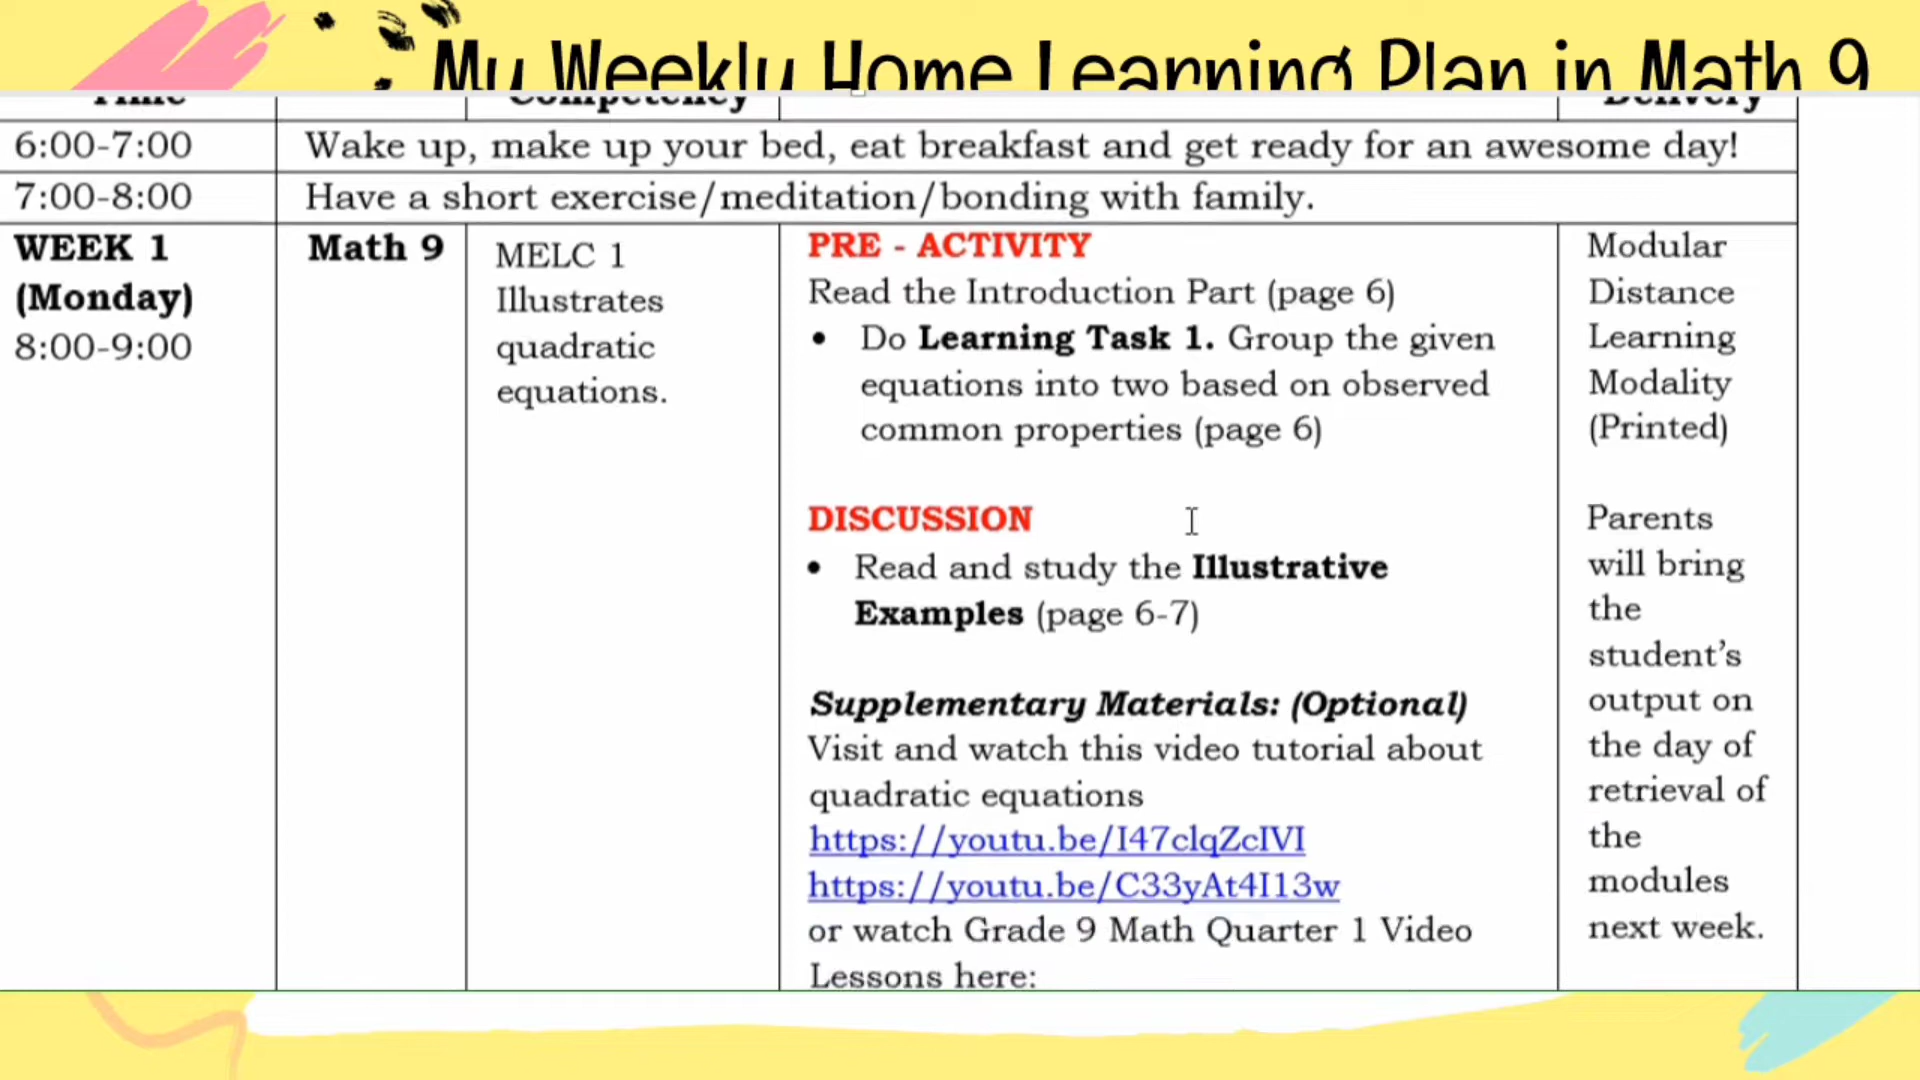 My Weekly Home Learning Plan in Math 9
Time Competency Delivery
6:00-7:00 Wake up, make up your bed, eat breakfast and get ready for an awesome day!
7:00-8:00 Have a short exercise/meditation/bonding with family.
WEEK 1
(Monday)
8:00-9:00
Math 9
MELC 1
Illustrates
quadratic
equations.
PRE - ACTIVITY
Read the Introduction Part (page 6)
• Do Learning Task 1. Group the given
equations into two based on observed
common properties (page 6)
DISCUSSION
• Read and study the Illustrative
Examples (page 6-7)
Supplementary Materials: (Optional)
Visit and watch this video tutorial about
quadratic equations
https://youtu.be/I47clqZcIVI
https://youtu.be/C33yAt4I13w
or watch Grade 9 Math Quarter 1 Video
Lessons here:
Modular
Distance
Learning
Modality
(Printed)
Parents
will bring
the
student’s
output on
the day of
retrieval of
the
modules
next week.